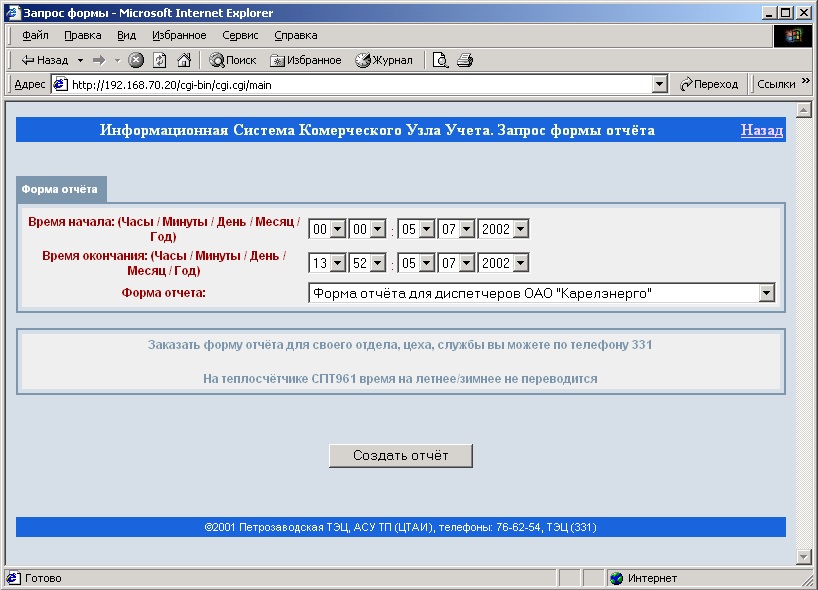 Запрос формы - Microsoft Internet Explorer
Файл Правка Вид Избранное Сервис Справка
Назад Поиск Избранное Журнал
Адрес http://192.168.70.20/cgi-bin/cgi.cgi/main Переход Ссылки »
Информационная Система Комерческого Узла Учета. Запрос формы отчёта Назад
Форма отчёта
Время начала: (Часы / Минуты / День / Месяц /
Год)
00 00 : 05 07 2002
Время окончания: (Часы / Минуты / День /
Месяц / Год)
13 52 : 05 07 2002
Форма отчета: Форма отчёта для диспетчеров ОАО "Карелэнерго"
Заказать форму отчёта для своего отдела, цеха, службы вы можете по телефону 331
На теплосчётчике СПТ961 время на летнее/зимнее не переводится
Создать отчёт
©2001 Петрозаводская ТЭЦ, АСУ ТП (ЦТАИ), телефоны: 76-62-54, ТЭЦ (331)
Готово Интернет